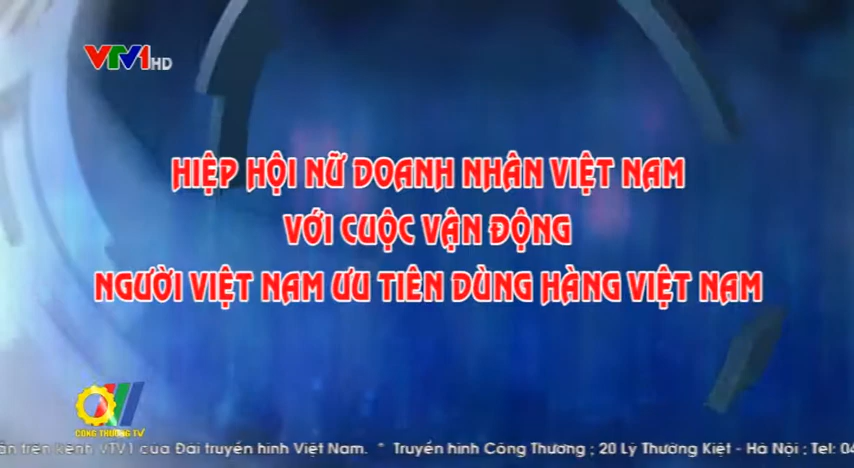 VTV1 HD
HIỆP HỘI NỮ DOANH NHÂN VIỆT NAM
VỚI CUỘC VẬN ĐỘNG
NGƯỜI VIỆT NAM ƯU TIÊN DÙNG HÀNG VIỆT NAM
CÔNG THƯƠNG TV
trên kênh VTV1 của Đài truyền hình Việt Nam. * Truyền hình Công Thương ; 20 Lý Thường Kiệt - Hà Nội ; Tel: 04